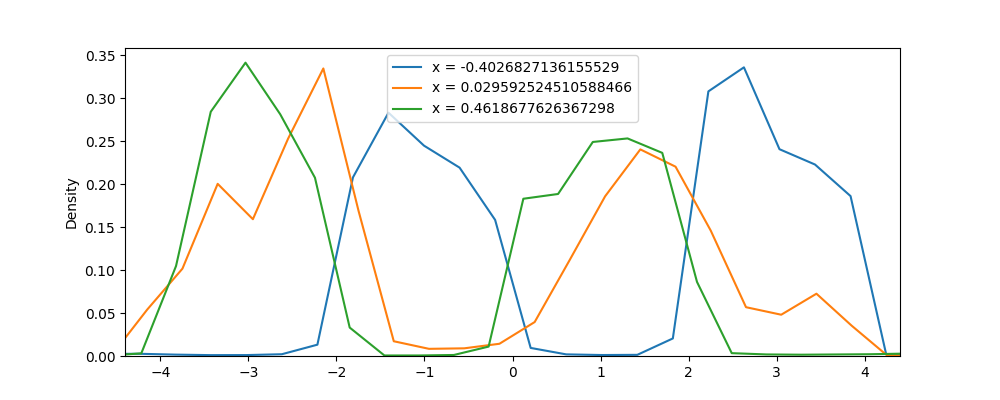 0.35
0.30
0.25
0.20
0.15
0.10
0.05
0.00
Density
x = -0.4026827136155529
x = 0.029592524510588466
x = 0.4618677626367298
−4 −3 −2 −1 0 1 2 3 4